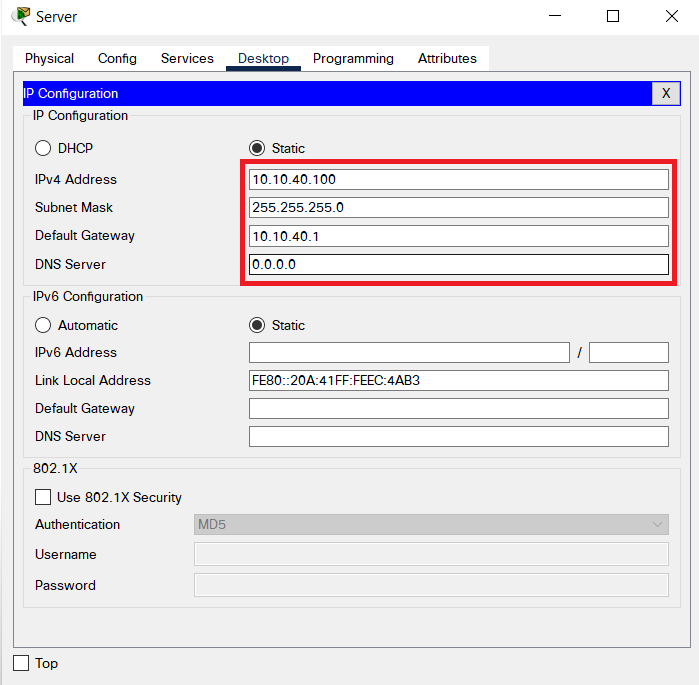 Server
Physical Config Services Desktop Programming Attributes
IP Configuration X
IP Configuration
DHCP Static
IPv4 Address 10.10.40.100
Subnet Mask 255.255.255.0
Default Gateway 10.10.40.1
DNS Server 0.0.0.0
IPv6 Configuration
Automatic Static
IPv6 Address /
Link Local Address FE80::20A:41FF:FEEC:4AB3
Default Gateway
DNS Server
802.1X
Use 802.1X Security
Authentication MD5
Username
Password
Top